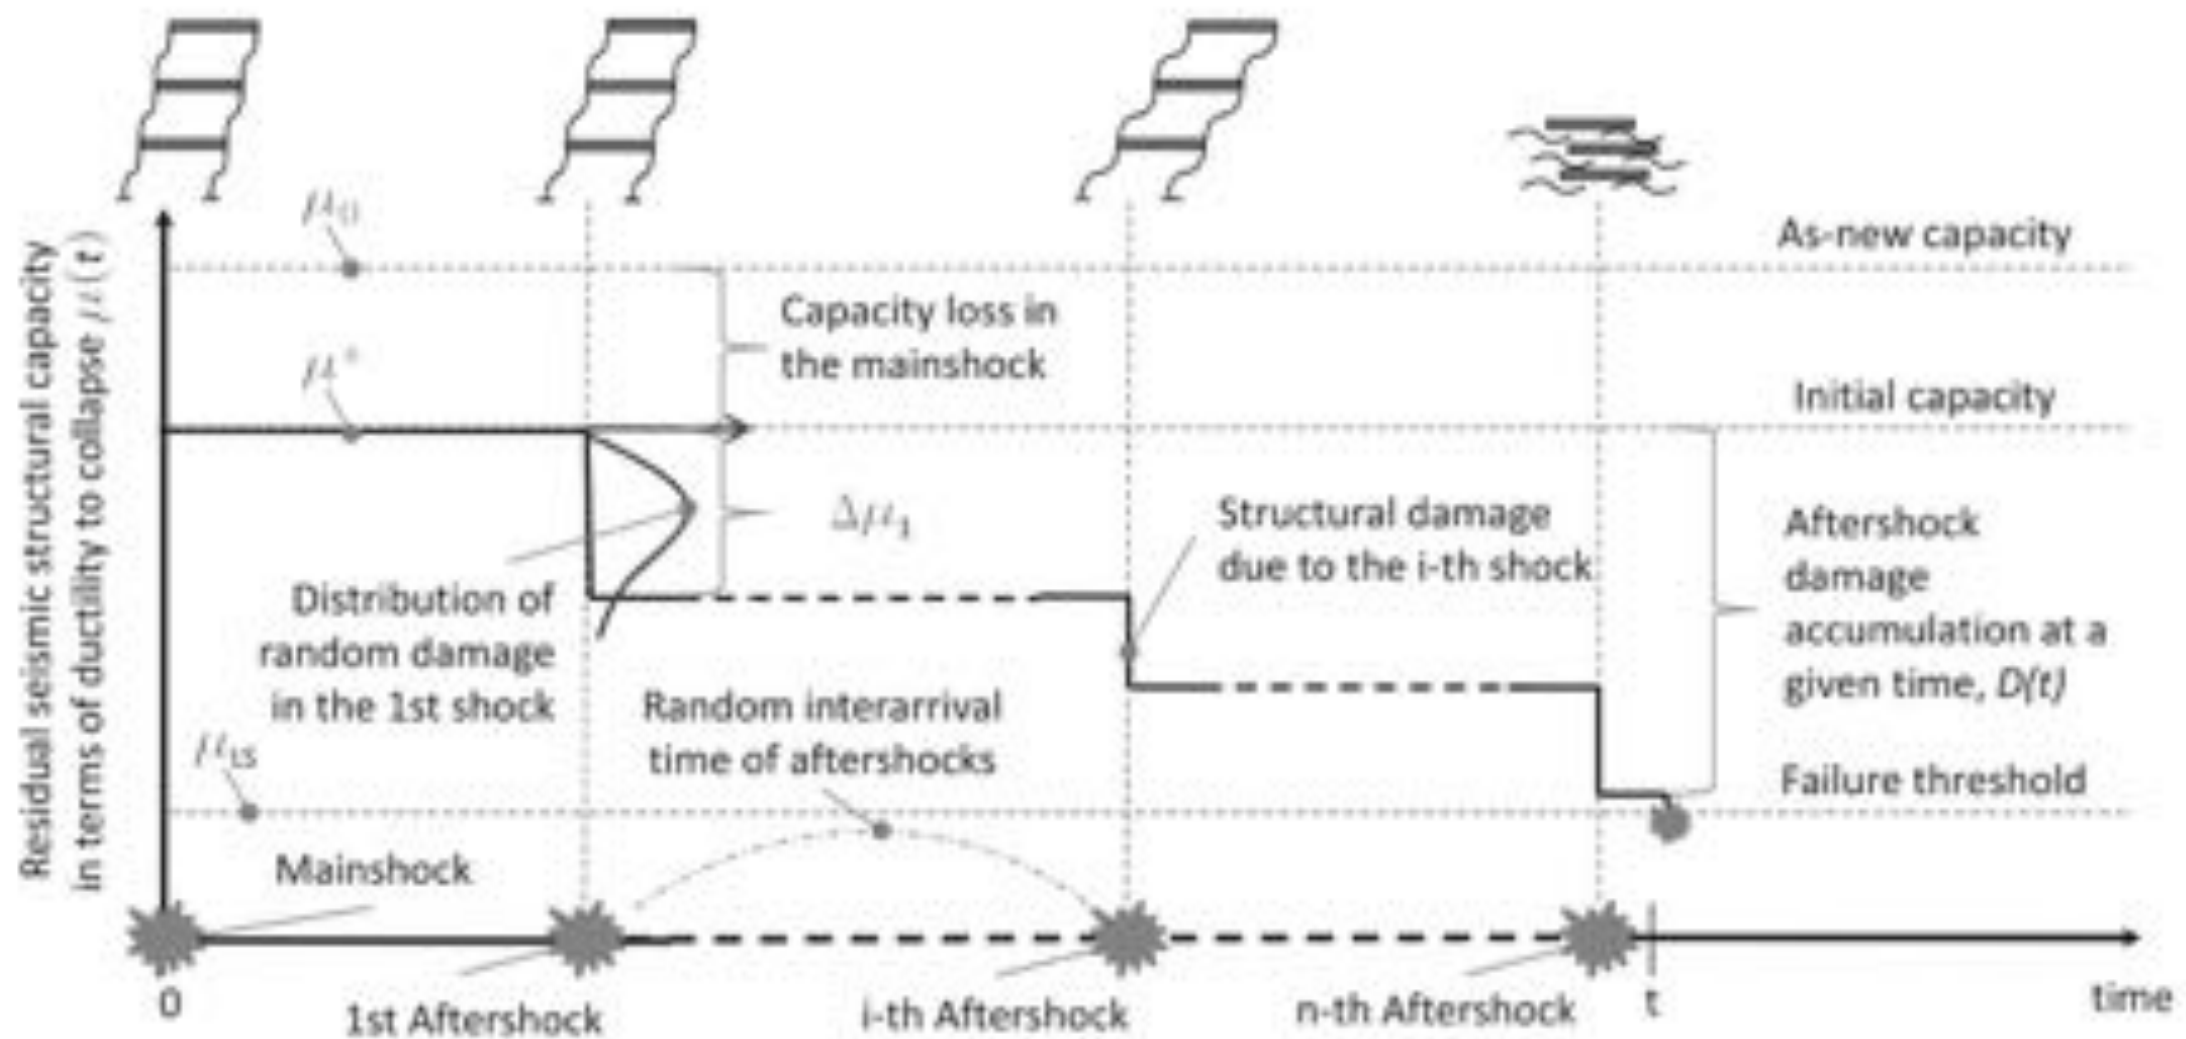 Residual seismic structural capacity
in terms of ductility to collapse μ(t)
μ₀
As-new capacity
Capacity loss in
the mainshock
μ*
Initial capacity
Δμ₁
Structural damage
due to the i-th shock
Aftershock
damage
accumulation at a
given time, D(t)
Distribution of
random damage
in the 1st shock
Random interarrival
time of aftershocks
μLS
Failure threshold
Mainshock
0
1st Aftershock
i-th Aftershock
n-th Aftershock
t
time